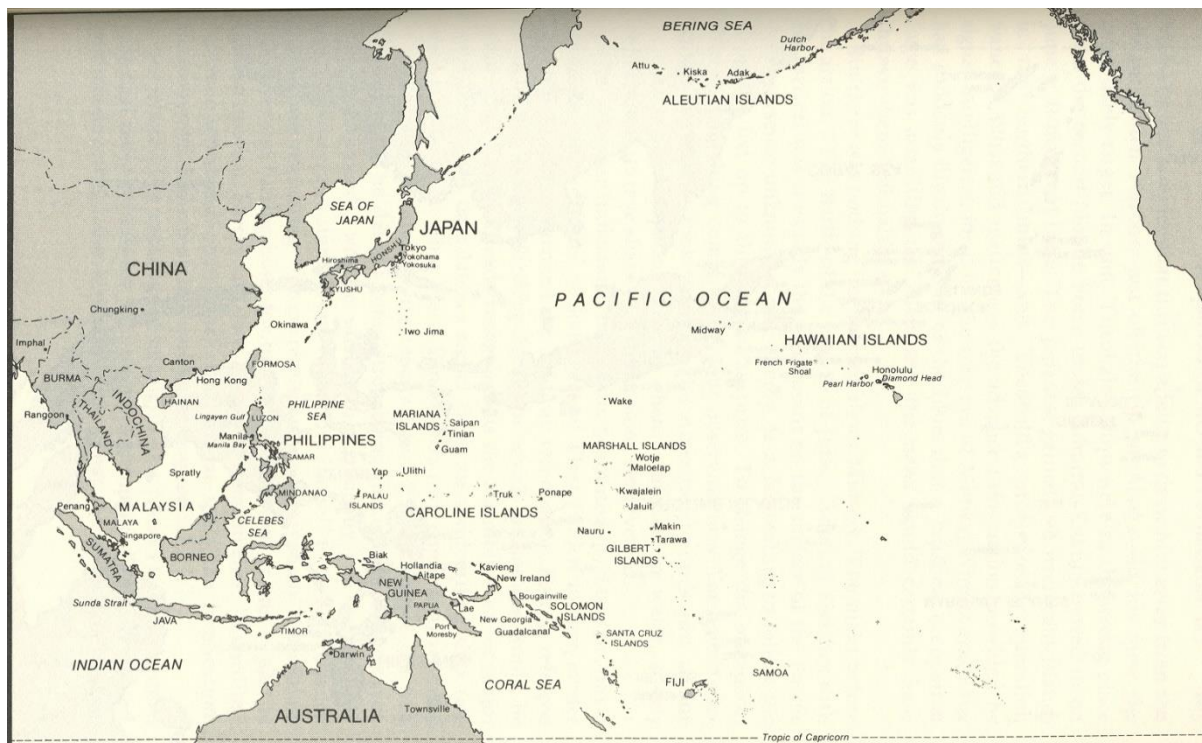 BERING SEA
Dutch
Harbor
Attu
Kiska
Adak
ALEUTIAN ISLANDS
SEA OF
JAPAN
JAPAN
HONSHU
Tokyo
Yokohama
Yokosuka
Hiroshima
KYUSHU
CHINA
Chungking
PACIFIC OCEAN
Okinawa
Iwo Jima
Midway
HAWAIIAN ISLANDS
French Frigate
Shoal
Honolulu
Pearl Harbor
Diamond Head
Imphal
Canton
Hong Kong
FORMOSA
BURMA
HAINAN
INDOCHINA
THAILAND
Rangoon
Lingayen Gulf
LUZON
PHILIPPINE
SEA
Manila
Manila Bay
PHILIPPINES
SAMAR
MARIANA
ISLANDS
Saipan
Tinian
Guam
Wake
MARSHALL ISLANDS
Wotje
Maloelap
Kwajalein
Jaluit
Spratly
Yap
Ulithi
MINDANAO
PALAU
ISLANDS
Truk
Ponape
CAROLINE ISLANDS
Penang
MALAYSIA
MALAYA
Singapore
CELEBES
SEA
BORNEO
SUMATRA
Nauru
Makin
Tarawa
GILBERT
ISLANDS
Biak
Hollandia
Aitape
Kavieng
New Ireland
NEW
GUINEA
PAPUA
Lae
Port
Moresby
Bougainville
SOLOMON
ISLANDS
New Georgia
Guadalcanal
Sunda Strait
JAVA
TIMOR
SANTA CRUZ
ISLANDS
INDIAN OCEAN
Darwin
CORAL SEA
FIJI
SAMOA
Townsville
AUSTRALIA
Tropic of Capricorn